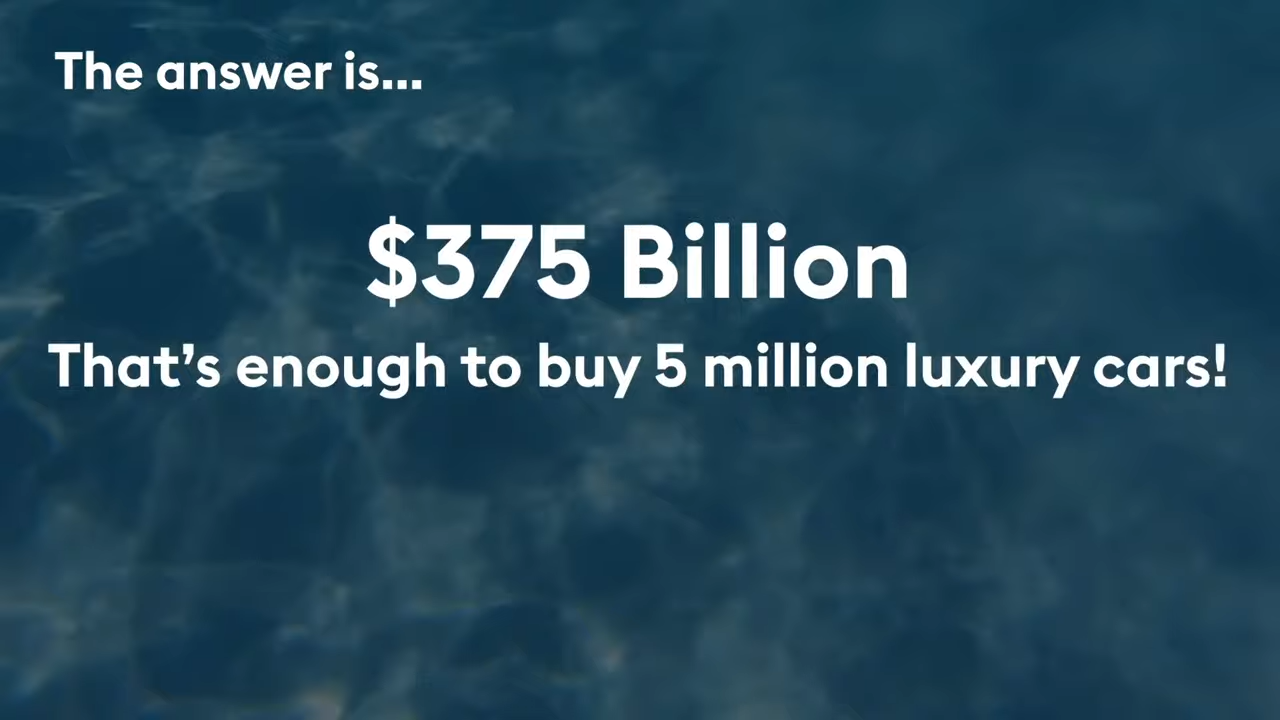 The answer is...
$375 Billion
That’s enough to buy 5 million luxury cars!